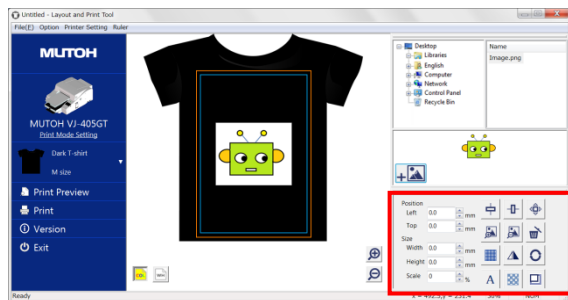 Untitled - Layout and Print Tool
File(F) Option Printer Setting Ruler
MUTOH
MUTOH VJ-405GT
Print Mode Setting
Dark T-shirt
M size
Print Preview
Print
Version
Exit
Ready
Desktop
Libraries
English
Computer
Network
Control Panel
Recycle Bin
Name
Image.png
Position
Left 0.0 mm
Top 0.0 mm
Size
Width 0.0 mm
Height 0.0 mm
Scale 0 %
A